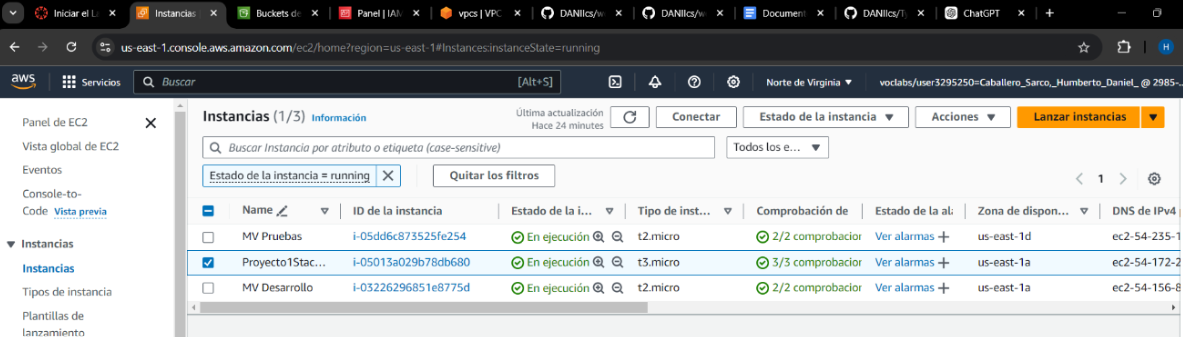 Iniciar el La
Instancias
Buckets de
Panel | IAM
vpcs | VPC
DANIIcs/w
DANIIcs/w
Document
DANIIcs/Ty
ChatGPT
us-east-1.console.aws.amazon.com/ec2/home?region=us-east-1#Instances:instanceState=running
H
aws Servicios Buscar [Alt+S] Norte de Virginia voclabs/user3295250=Caballero_Sarco,_Humberto_Daniel_ @ 2985-...
Panel de EC2
Vista global de EC2
Eventos
Console-to-
Code Vista previa
Instancias
Instancias
Tipos de instancia
Plantillas de
lanzamiento
Instancias (1/3) Información
Última actualización
Hace 24 minutes
Conectar Estado de la instancia Acciones Lanzar instancias
Buscar Instancia por atributo o etiqueta (case-sensitive) Todos los e...
Estado de la instancia = running Quitar los filtros
1
Name ID de la instancia Estado de la i... Tipo de inst... Comprobación de Estado de la ala Zona de dispon... DNS de IPv4 p
MV Pruebas i-05dd6c873525fe254 En ejecución t2.micro 2/2 comprobacion Ver alarmas + us-east-1d ec2-54-235-1
Proyecto1Stac... i-05013a029b78db680 En ejecución t3.micro 3/3 comprobacion Ver alarmas + us-east-1a ec2-54-172-2
MV Desarrollo i-03226296851e8775d En ejecución t2.micro 2/2 comprobacion Ver alarmas + us-east-1a ec2-54-156-8